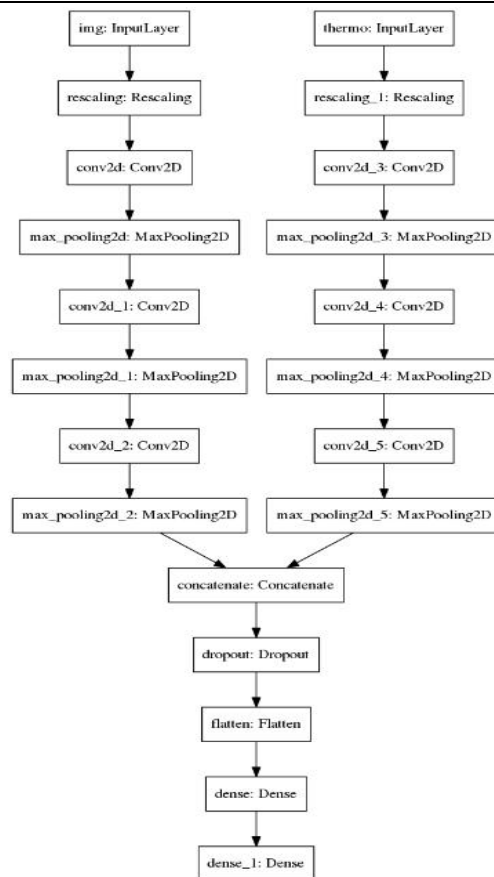 img: InputLayer
thermo: InputLayer
rescaling: Rescaling
rescaling_1: Rescaling
conv2d: Conv2D
conv2d_3: Conv2D
max_pooling2d: MaxPooling2D
max_pooling2d_3: MaxPooling2D
conv2d_1: Conv2D
conv2d_4: Conv2D
max_pooling2d_1: MaxPooling2D
max_pooling2d_4: MaxPooling2D
conv2d_2: Conv2D
conv2d_5: Conv2D
max_pooling2d_2: MaxPooling2D
max_pooling2d_5: MaxPooling2D
concatenate: Concatenate
dropout: Dropout
flatten: Flatten
dense: Dense
dense_1: Dense